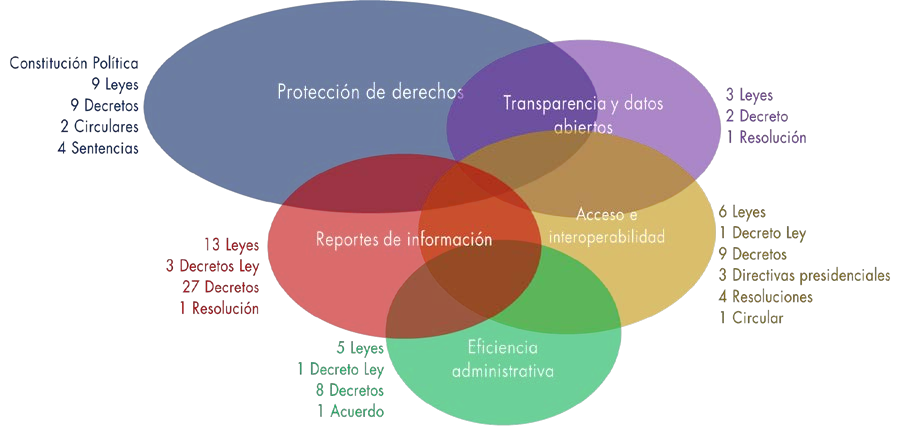 Constitución Política
9 Leyes
9 Decretos
2 Circulares
4 Sentencias
Protección de derechos
Transparencia y datos
abiertos
3 Leyes
2 Decreto
1 Resolución
13 Leyes
3 Decretos Ley
27 Decretos
1 Resolución
Reportes de información
Acceso e
interoperabilidad
6 Leyes
1 Decreto Ley
9 Decretos
3 Directivas presidenciales
4 Resoluciones
1 Circular
5 Leyes
1 Decreto Ley
8 Decretos
1 Acuerdo
Eficiencia
administrativa